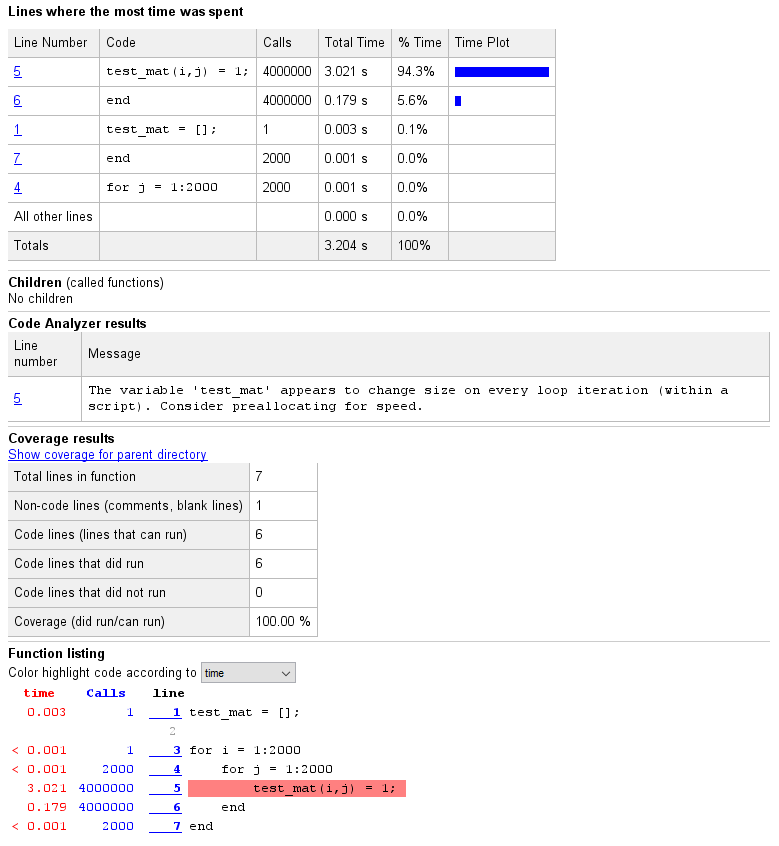 Lines where the most time was spent
Line Number Code Calls Total Time % Time Time Plot
5 test_mat(i,j) = 1; 4000000 3.021 s 94.3%
6 end 4000000 0.179 s 5.6%
1 test_mat = []; 1 0.003 s 0.1%
7 end 2000 0.001 s 0.0%
4 for j = 1:2000 2000 0.001 s 0.0%
All other lines 0.000 s 0.0%
Totals 3.204 s 100%
Children (called functions)
No children
Code Analyzer results
Line
number
Message
5
The variable 'test_mat' appears to change size on every loop iteration (within a
script). Consider preallocating for speed.
Coverage results
Show coverage for parent directory
Total lines in function 7
Non-code lines (comments, blank lines) 1
Code lines (lines that can run) 6
Code lines that did run 6
Code lines that did not run 0
Coverage (did run/can run) 100.00 %
Function listing
Color highlight code according to time
time Calls line
0.003 1 1 test_mat = [];
2
< 0.001 1 3 for i = 1:2000
< 0.001 2000 4 for j = 1:2000
3.021 4000000 5 test_mat(i,j) = 1;
0.179 4000000 6 end
< 0.001 2000 7 end